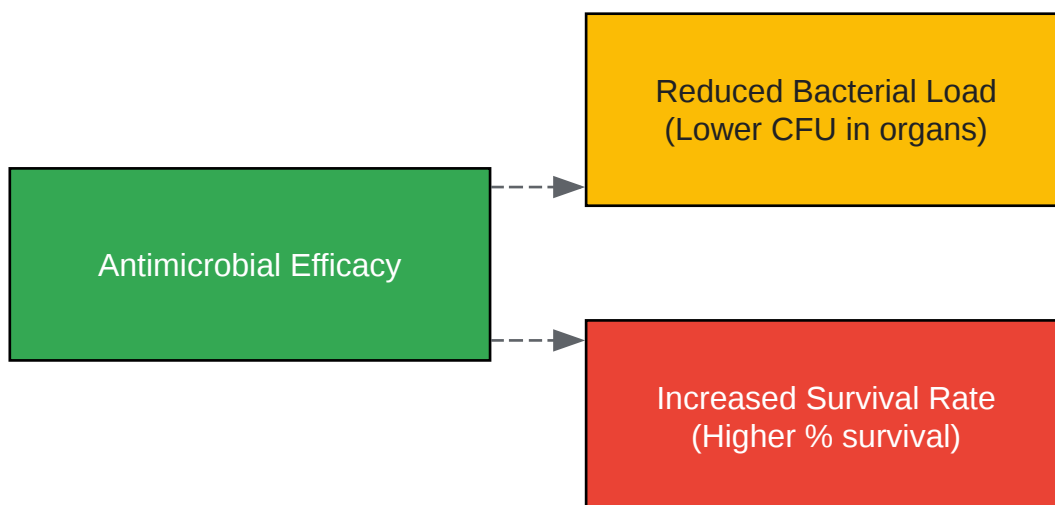 Antimicrobial Efficacy
Reduced Bacterial Load
(Lower CFU in organs)
Increased Survival Rate
(Higher % survival)